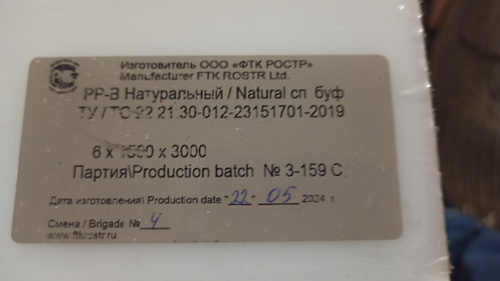 Изготовитель ООО «ФТК РОСТР»
Manufacturer FTK ROSTR Ltd.
PP-B Натуральный / Natural сп буф
ТУ / TC 22.21.30-012-23151701-2019
6 x 1500 x 3000
Партия\Production batch № 3-159 С
Дата изготовления\ Production date "22" 05 2024 г.
Смена / Brigade № 4
www.ftkrostr.ru